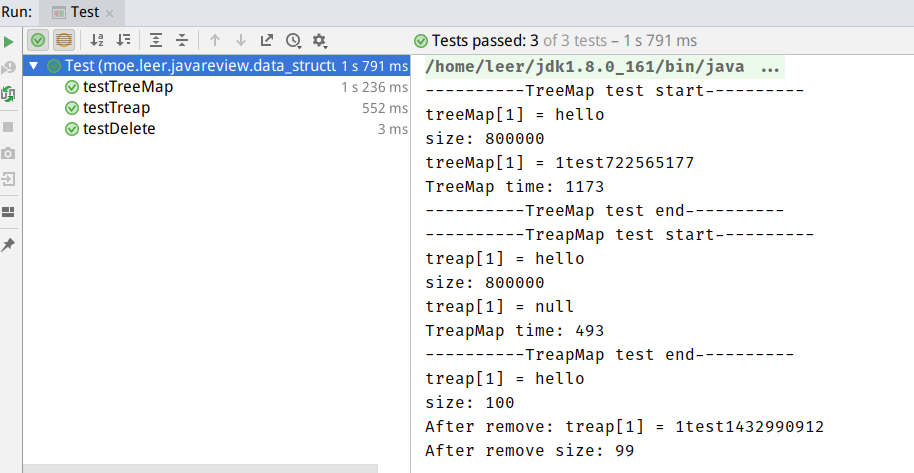 Run: Test
Tests passed: 3 of 3 tests – 1 s 791 ms
Test (moe.leer.javareview.data_structu 1 s 791 ms
testTreeMap 1 s 236 ms
testTreap 552 ms
testDelete 3 ms
/home/leer/jdk1.8.0_161/bin/java ...
----------TreeMap test start----------
treeMap[1] = hello
size: 800000
treeMap[1] = 1test722565177
TreeMap time: 1173
----------TreeMap test end----------
----------TreapMap test start----------
treap[1] = hello
size: 800000
treap[1] = null
TreapMap time: 493
----------TreapMap test end----------
treap[1] = hello
size: 100
After remove: treap[1] = 1test1432990912
After remove size: 99